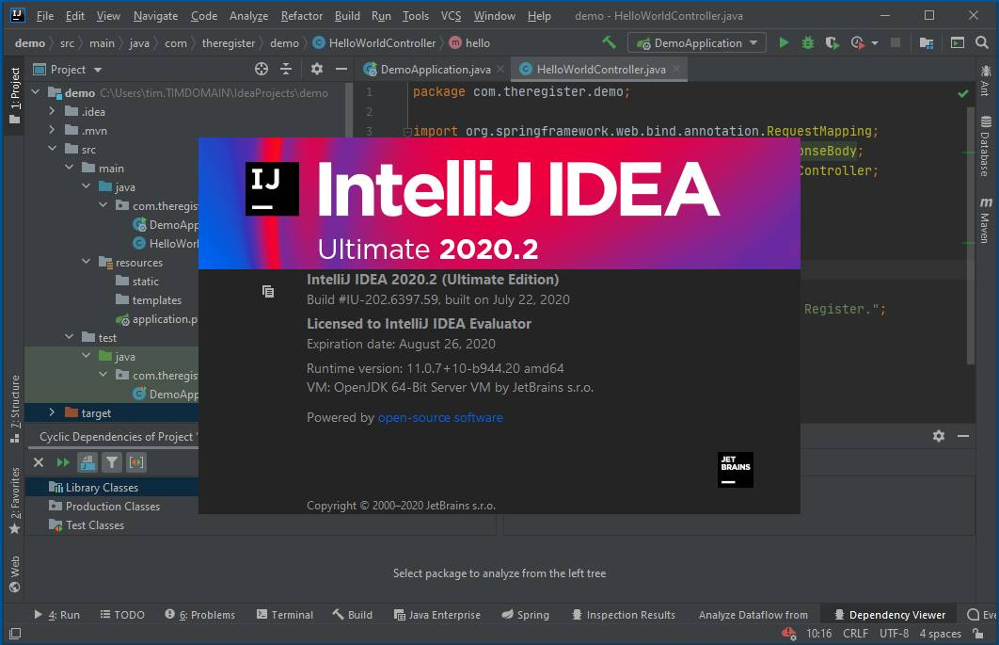 IJ File Edit View Navigate Code Analyze Refactor Build Run Tools VCS Window Help demo - HelloWorldController.java
demo src main java com theregister demo C HelloWorldController m hello DemoApplication
1: Project
Project
DemoApplication.java
C HelloWorldController.java
demo C:\Users\tim.TIMDOMAIN\IdeaProjects\demo
.idea
.mvn
src
main
java
com.theregis
DemoAppl
C HelloWorl
resources
static
templates
application.p
test
java
com.theregis
C DemoApp
target
1 package com.theregister.demo;
2
3 import org.springframework.web.bind.annotation.RequestMapping;
onseBody;
Controller;
Register.";
Ant
Database
m Maven
IJ
IntelliJ IDEA
Ultimate 2020.2
IntelliJ IDEA 2020.2 (Ultimate Edition)
Build #IU-202.6397.59, built on July 22, 2020
Licensed to IntelliJ IDEA Evaluator
Expiration date: August 26, 2020
Runtime version: 11.0.7+10-b944.20 amd64
VM: OpenJDK 64-Bit Server VM by JetBrains s.r.o.
Powered by open-source software
JET
BRAINS
Copyright © 2000–2020 JetBrains s.r.o.
7: Structure
2: Favorites
Web
Cyclic Dependencies of Project '
Library Classes
Production Classes
Test Classes
Select package to analyze from the left tree
4: Run TODO 6: Problems Terminal Build Java Enterprise Spring Inspection Results Analyze Dataflow from Dependency Viewer Eve
10:16 CRLF UTF-8 4 spaces